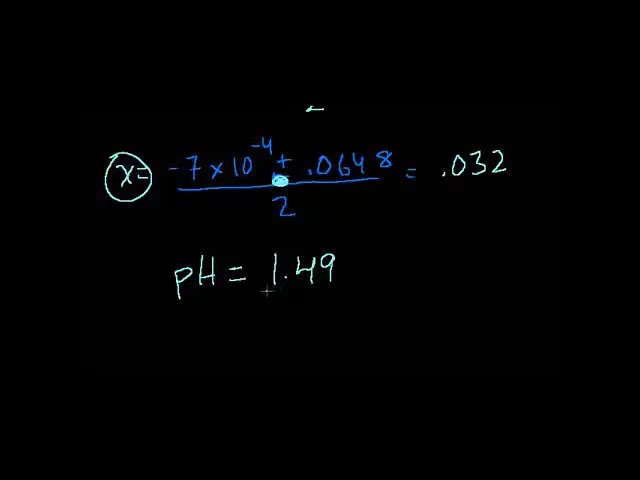 x = -7 x 10^-4 + .0648 / 2 = .032
pH = 1.49